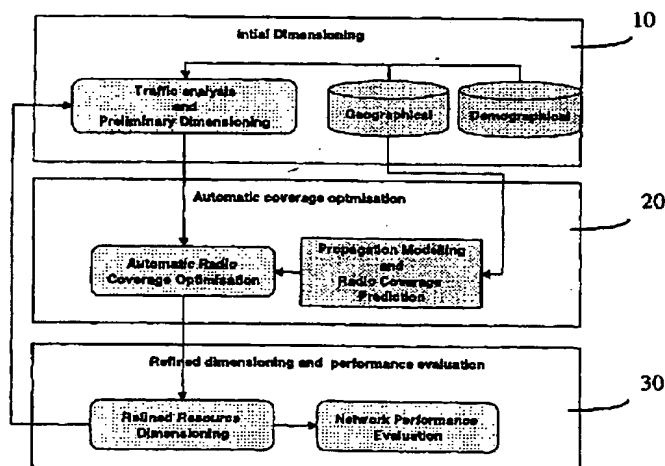 Intial Dimensioning
10
Traffic analysis
and
Preliminary Dimensioning
Geographical
Demographical
Automatic coverage optmisation
20
Automatic Radio
Coverage Optimisation
Propagation Modelling
and
Radio Coverage
Prediction
Refined dimensioning and performance evaluation
30
Refined Resource
Dimensioning
Network Performance
Evaluation